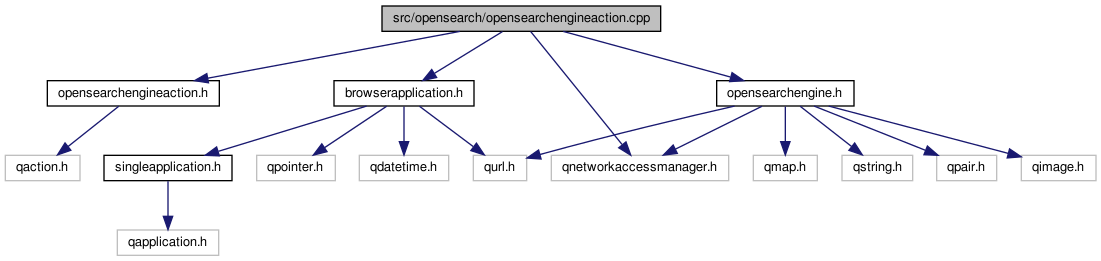 src/opensearch/opensearchengineaction.cpp
opensearchengineaction.h
browserapplication.h
opensearchengine.h
qaction.h
singleapplication.h
qpointer.h
qdatetime.h
qurl.h
qnetworkaccessmanager.h
qmap.h
qstring.h
qpair.h
qimage.h
qapplication.h